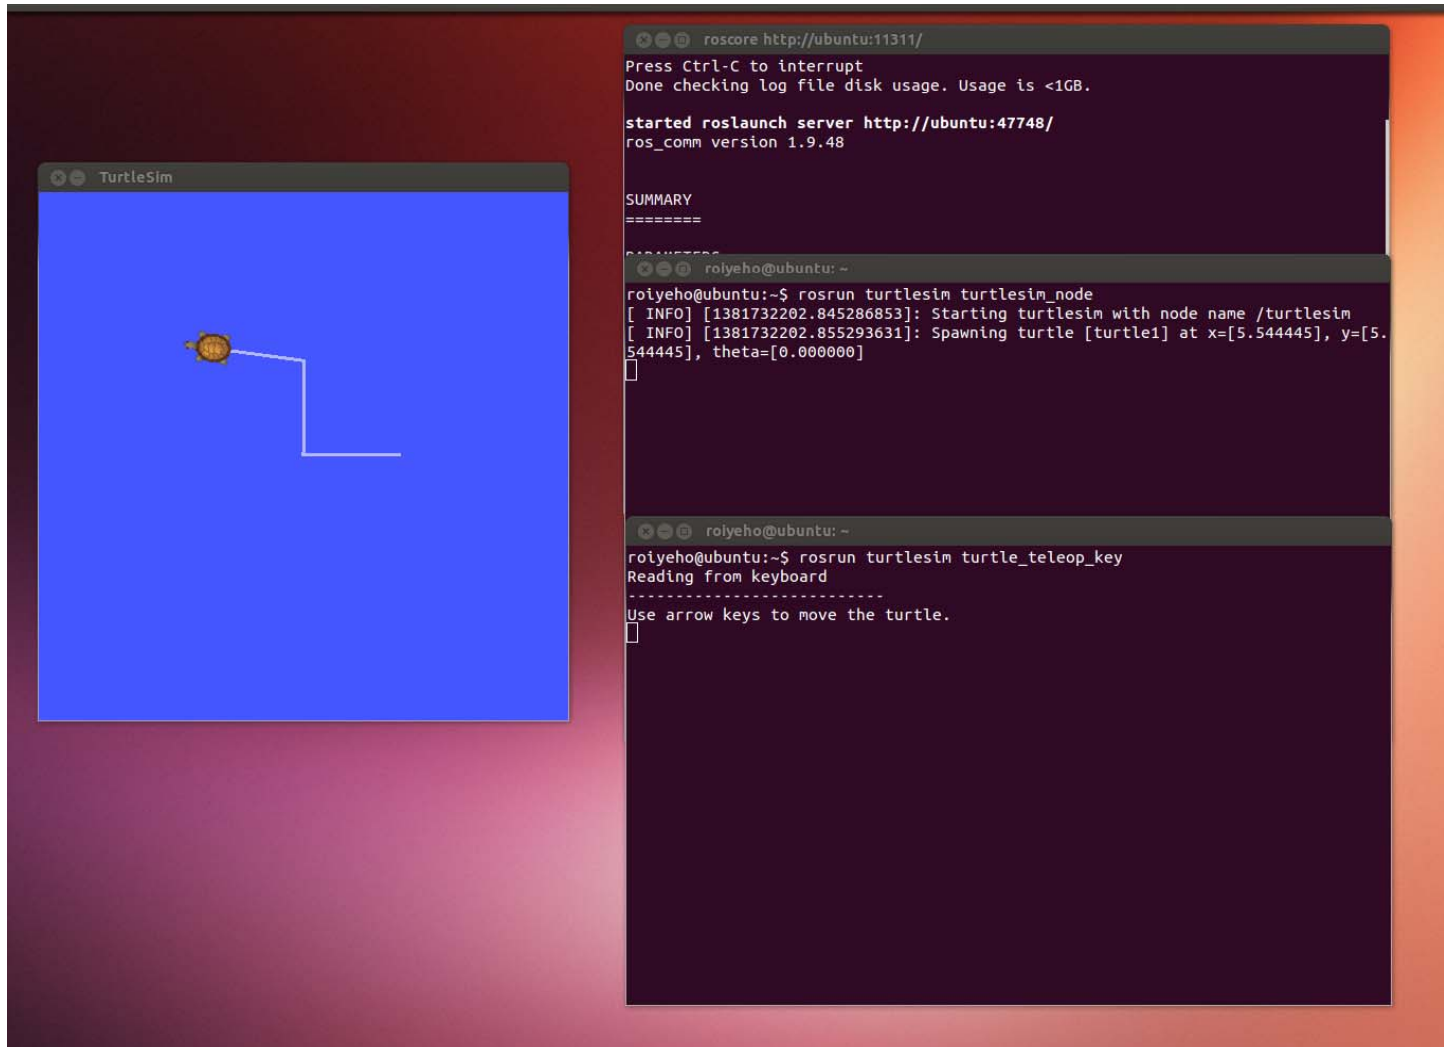 roscore http://ubuntu:11311/
Press Ctrl-C to interrupt
Done checking log file disk usage. Usage is <1GB.
started roslaunch server http://ubuntu:47748/
ros_comm version 1.9.48
SUMMARY
========
PARAMETERS
TurtleSim
roiyeho@ubuntu: ~
roiyeho@ubuntu:~$ rosrun turtlesim turtlesim_node
[ INFO] [1381732202.845286853]: Starting turtlesim with node name /turtlesim
[ INFO] [1381732202.855293631]: Spawning turtle [turtle1] at x=[5.544445], y=[5.
544445], theta=[0.000000]
roiyeho@ubuntu: ~
roiyeho@ubuntu:~$ rosrun turtlesim turtle_teleop_key
Reading from keyboard
---------------------------
Use arrow keys to move the turtle.